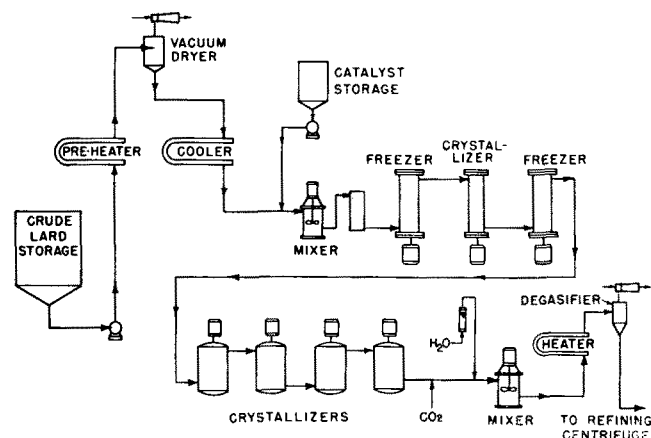 VACUUM
DRYER
CATALYST
STORAGE
PRE-HEATER
COOLER
FREEZER
CRYSTAL-
LIZER
FREEZER
CRUDE
LARD
STORAGE
MIXER
DEGASIFIER
H₂O
HEATER
CRYSTALLIZERS
CO₂
MIXER
TO REFINING
CENTRIFUGE